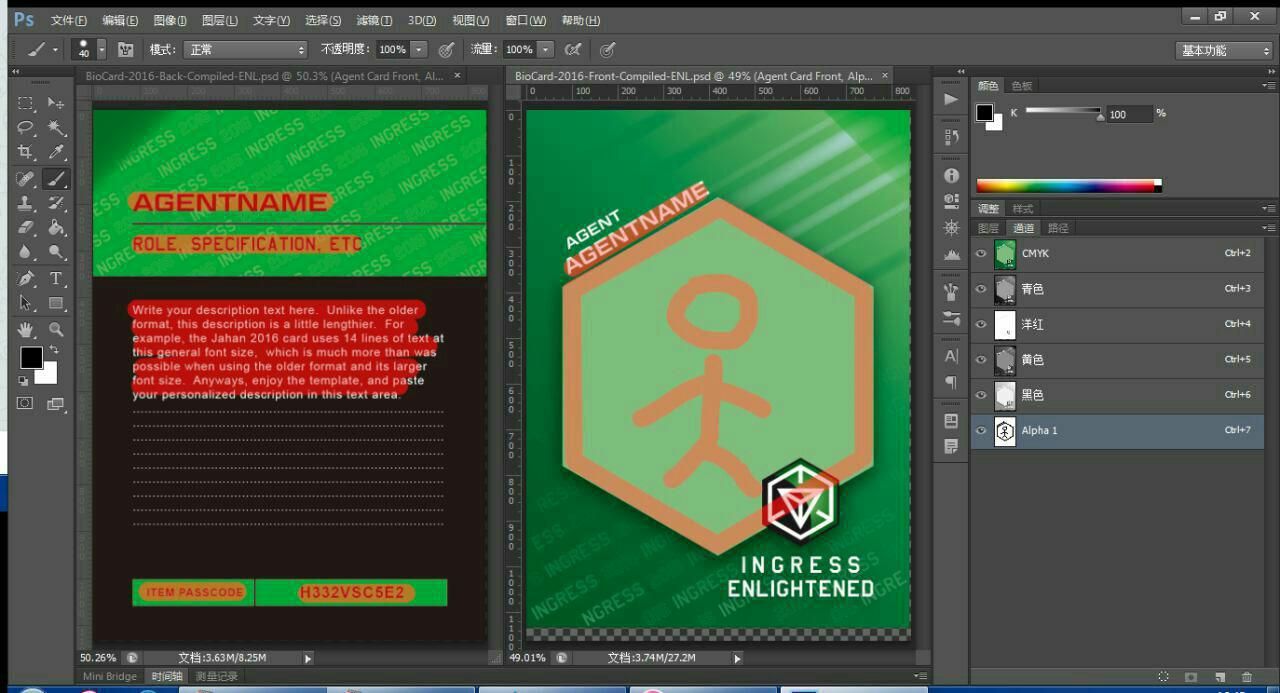 Ps 文件(F) 编辑(E) 图像(I) 图层(L) 文字(Y) 选择(S) 滤镜(T) 3D(D) 视图(V) 窗口(W) 帮助(H)
40 模式: 正常 不透明度: 100% 流量: 100% 基本功能
BioCard-2016-Back-Compiled-ENL.psd @ 50.3% (Agent Card Front, Al... ×
BioCard-2016-Front-Compiled-ENL.psd @ 49% (Agent Card Front, Alp... ×
AGENTNAME
ROLE, SPECIFICATION, ETC
Write your description text here. Unlike the older
format, this description is a little lengthier. For
example, the Jahan 2016 card uses 14 lines of text at
this general font size, which is much more than was
possible when using the older format and its larger
font size. Anyways, enjoy the template, and paste
your personalized description in this text area.
ITEM PASSCODE H332VSC5E2
50.26% 文档:3.63M/8.25M
0 100 200 300 400 500 600 700 800
AGENT
AGENTNAME
INGRESS
ENLIGHTENED
49.01% 文档:3.74M/27.2M
Mini Bridge 时间轴 测量记录
颜色 色板
K 100 %
调整 样式
图层 通道 路径
CMYK Ctrl+2
青色 Ctrl+3
洋红 Ctrl+4
黄色 Ctrl+5
黑色 Ctrl+6
Alpha 1 Ctrl+7